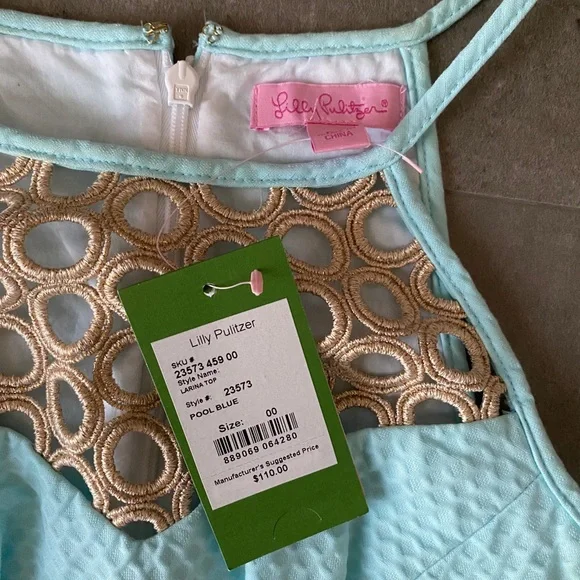 Lilly Pulitzer®
CHINA
Lilly Pulitzer
SKU #
23573 459 00
Style Name:
LARINA TOP
Style #: 23573
POOL BLUE
Size: 00
889069 064280
Manufacturer's Suggested Price
$110.00